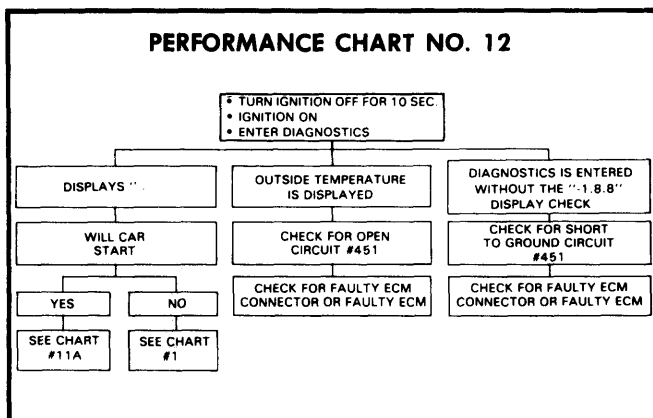 PERFORMANCE CHART NO. 12
• TURN IGNITION OFF FOR 10 SEC.
• IGNITION ON
• ENTER DIAGNOSTICS
DISPLAYS " .
WILL CAR
START
YES
NO
SEE CHART
#11A
SEE CHART
#1
OUTSIDE TEMPERATURE
IS DISPLAYED
CHECK FOR OPEN
CIRCUIT #451
CHECK FOR FAULTY ECM
CONNECTOR OR FAULTY ECM
DIAGNOSTICS IS ENTERED
WITHOUT THE "-1.8.8"
DISPLAY CHECK
CHECK FOR SHORT
TO GROUND CIRCUIT
#451
CHECK FOR FAULTY ECM
CONNECTOR OR FAULTY ECM